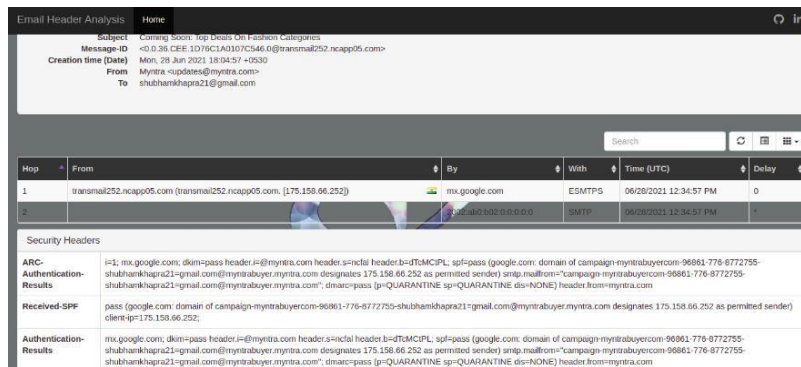 Email Header Analysis Home in
Subject Coming Soon: Top Deals On Fashion Categories
Message-ID <0.0.36.CEE.1D76C1A0107C546.0@transmail252.ncapp05.com>
Creation time (Date) Mon, 28 Jun 2021 18:04:57 +0530
From Myntra <updates@myntra.com>
To shubhamkhapra21@gmail.com
Search
Hop From By With Time (UTC) Delay
1 transmail252.ncapp05.com (transmail252.ncapp05.com. [175.158.66.252]) mx.google.com ESMTPS 06/28/2021 12:34:57 PM 0
2 2002:ab0:b02:0:0:0:0:0 SMTP 06/28/2021 12:34:57 PM *
Security Headers
ARC- i=1; mx.google.com; dkim=pass header.i=@myntra.com header.s=ncfal header.b=dTcMCtPL; spf=pass (google.com: domain of campaign-myntrabuyercom-96861-776-8772755-
Authentication- shubhamkhapra21=gmail.com@myntrabuyer.myntra.com designates 175.158.66.252 as permitted sender) smtp.mailfrom="campaign-myntrabuyercom-96861-776-8772755-
Results shubhamkhapra21=gmail.com@myntrabuyer.myntra.com"; dmarc=pass (p=QUARANTINE sp=QUARANTINE dis=NONE) header.from=myntra.com
Received-SPF pass (google.com: domain of campaign-myntrabuyercom-96861-776-8772755-shubhamkhapra21=gmail.com@myntrabuyer.myntra.com designates 175.158.66.252 as permitted sender)
client-ip=175.158.66.252;
Authentication- mx.google.com; dkim=pass header.i=@myntra.com header.s=ncfal header.b=dTcMCtPL; spf=pass (google.com: domain of campaign-myntrabuyercom-96861-776-8772755-
Results shubhamkhapra21=gmail.com@myntrabuyer.myntra.com designates 175.158.66.252 as permitted sender) smtp.mailfrom="campaign-myntrabuyercom-96861-776-8772755-
shubhamkhapra21=gmail.com@myntrabuyer.myntra.com"; dmarc=pass (p=QUARANTINE sp=QUARANTINE dis=NONE) header.from=myntra.com